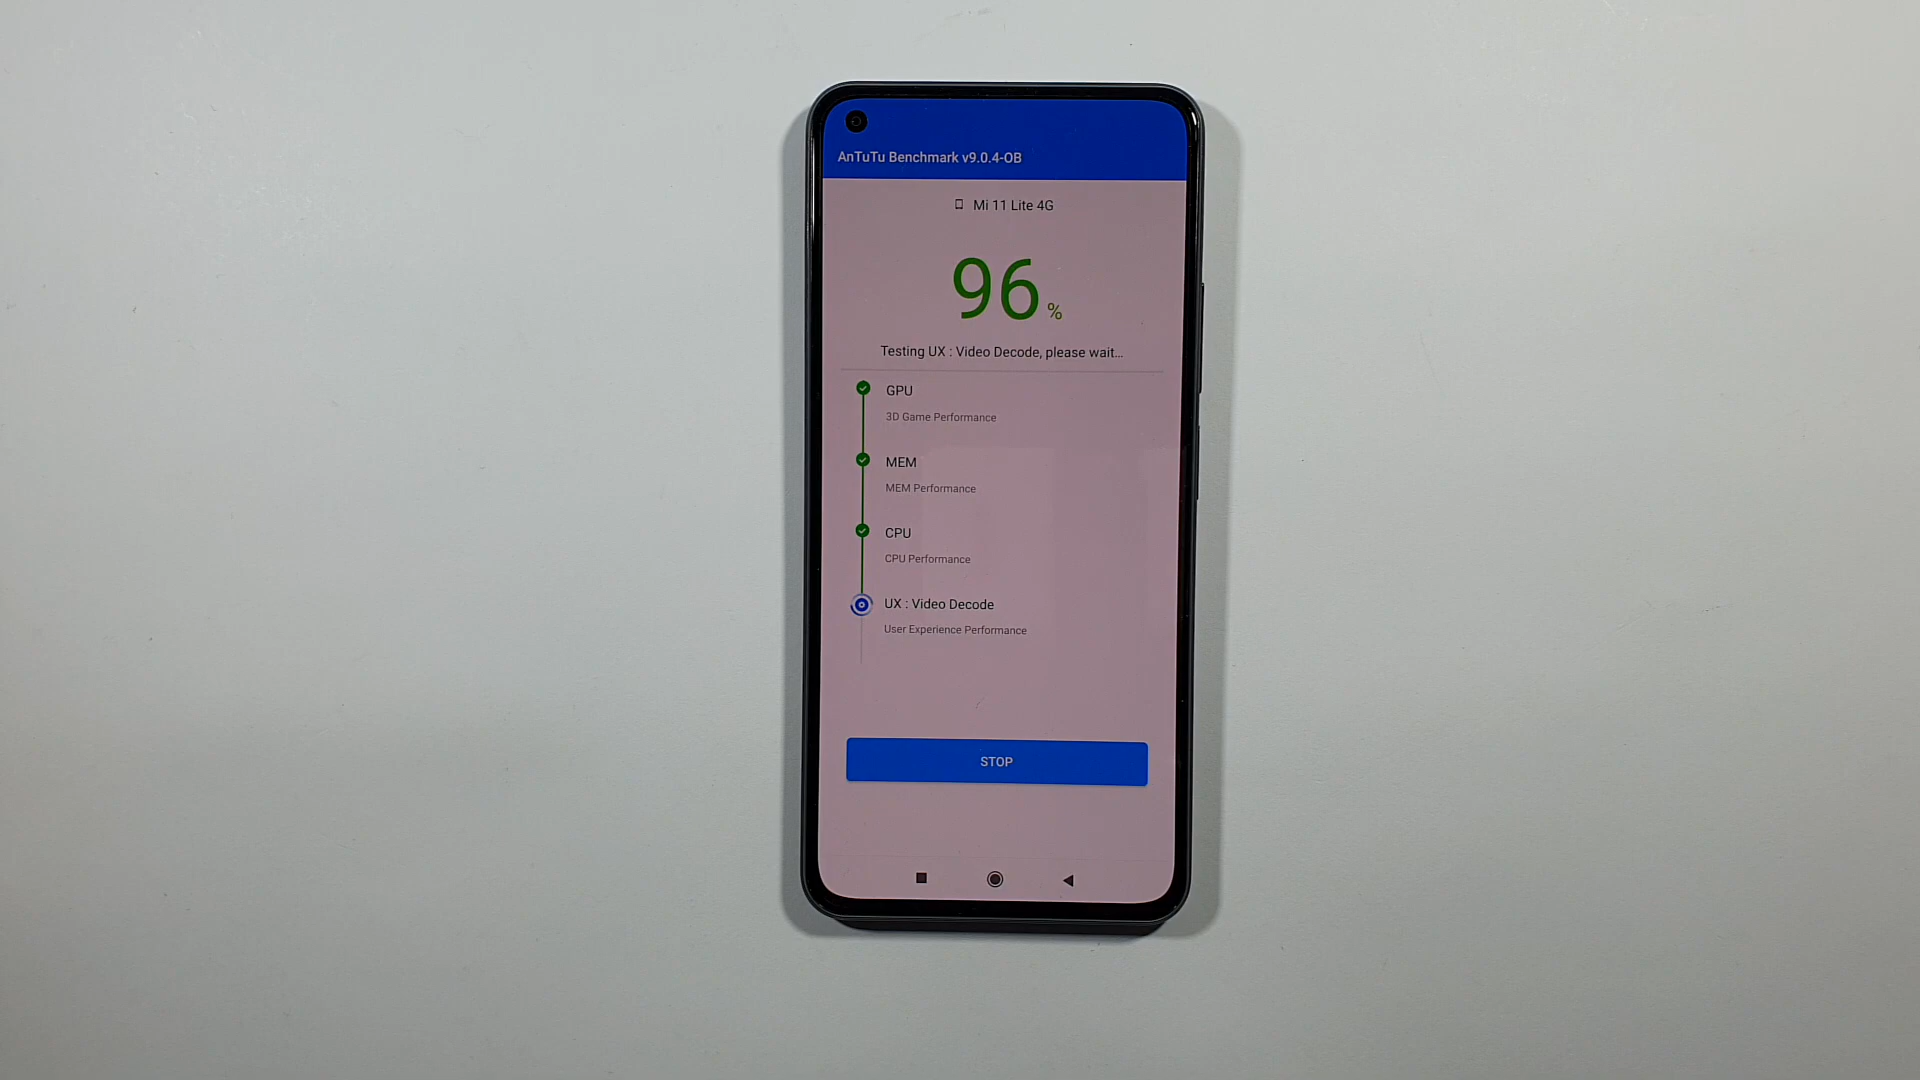 AnTuTu Benchmark v9.0.4-OB
Mi 11 Lite 4G
96 %
Testing UX : Video Decode, please wait...
GPU
3D Game Performance
MEM
MEM Performance
CPU
CPU Performance
UX : Video Decode
User Experience Performance
STOP